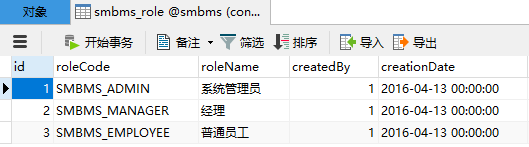 对象 smbms_role @smbms (con...
开始事务 备注 筛选 排序 导入 导出
id roleCode roleName createdBy creationDate
1 SMBMS_ADMIN 系统管理员 1 2016-04-13 00:00:00
2 SMBMS_MANAGER 经理 1 2016-04-13 00:00:00
3 SMBMS_EMPLOYEE 普通员工 1 2016-04-13 00:00:00